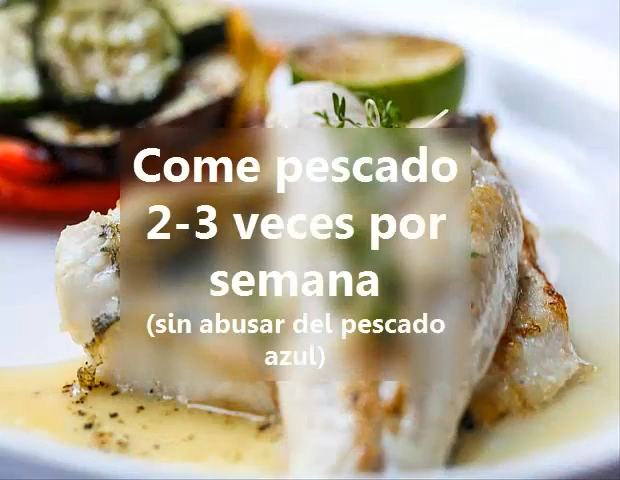 Come pescado
2-3 veces por
semana
(sin abusar del pescado
azul)